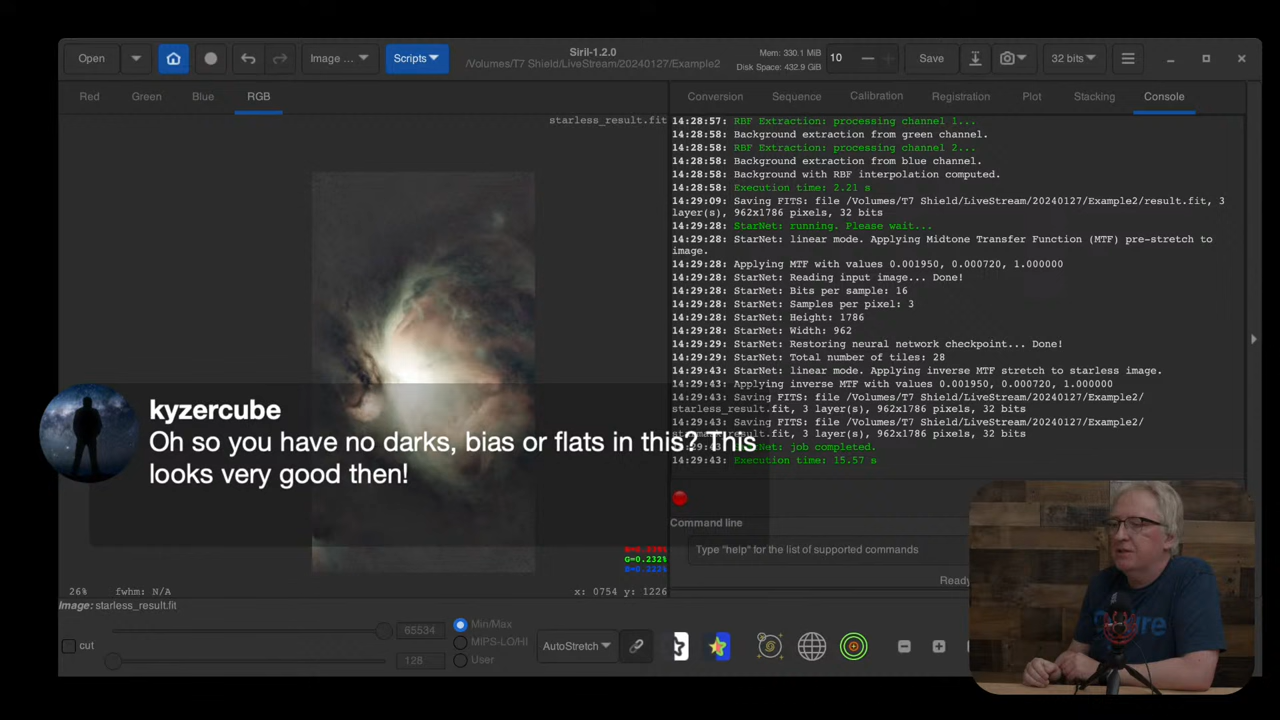 Open
Image ...
Scripts
Siril-1.2.0
/Volumes/T7 Shield/LiveStream/20240127/Example2
Mem: 330.1 MiB
Disk Space: 432.9 GiB
10
Save
32 bits
Red
Green
Blue
RGB
Conversion
Sequence
Calibration
Registration
Plot
Stacking
Console
starless_result.fit
14:28:57: RBF Extraction: processing channel 1...
14:28:58: Background extraction from green channel.
14:28:58: RBF Extraction: processing channel 2...
14:28:58: Background extraction from blue channel.
14:28:58: Background with RBF interpolation computed.
14:28:58: Execution time: 2.21 s
14:29:09: Saving FITS: file /Volumes/T7 Shield/LiveStream/20240127/Example2/result.fit, 3
layer(s), 962x1786 pixels, 32 bits
14:29:28: StarNet: running. Please wait...
14:29:28: StarNet: linear mode. Applying Midtone Transfer Function (MTF) pre-stretch to
image.
14:29:28: Applying MTF with values 0.001950, 0.000720, 1.000000
14:29:28: StarNet: Reading input image... Done!
14:29:28: StarNet: Bits per sample: 16
14:29:28: StarNet: Samples per pixel: 3
14:29:28: StarNet: Height: 1786
14:29:28: StarNet: Width: 962
14:29:28: StarNet: Restoring neural network checkpoint... Done!
14:29:29: StarNet: Total number of tiles: 28
14:29:43: StarNet: linear mode. Applying inverse MTF stretch to starless image.
14:29:43: Applying inverse MTF with values 0.001950, 0.000720, 1.000000
14:29:43: Saving FITS: file /Volumes/T7 Shield/LiveStream/20240127/Example2/
starless_result.fit, 3 layer(s), 962x1786 pixels, 32 bits
14:29:43: Saving FITS: file /Volumes/T7 Shield/LiveStream/20240127/Example2/
starless_result.fit, 3 layer(s), 962x1786 pixels, 32 bits
14:29:43: StarNet: job completed.
14:29:43: Execution time: 15.57 s
kyzercube
Oh so you have no darks, bias or flats in this? This
looks very good then!
Command line
Type "help" for the list of supported commands
Ready
G=0.232%
B=0.222%
26%
fwhm: N/A
x: 0754 y: 1226
Image: starless_result.fit
cut
65534
128
Min/Max
MIPS-LO/HI
User
AutoStretch